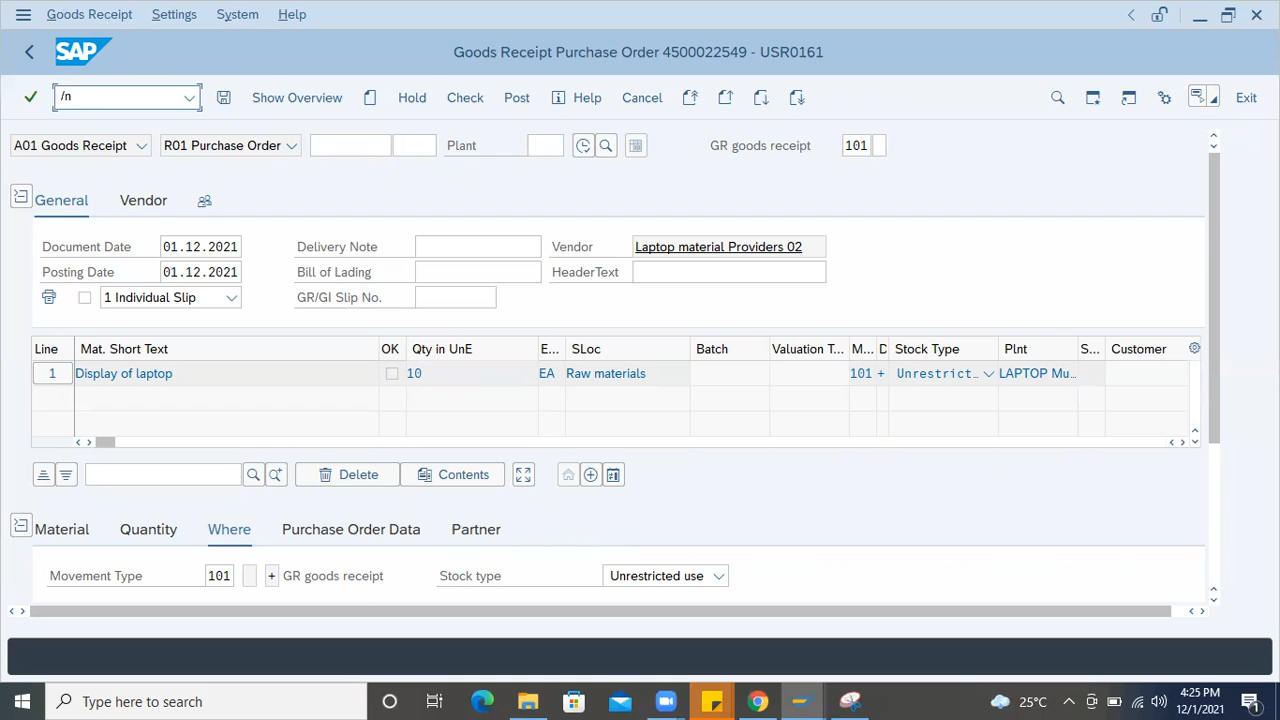 Goods Receipt Settings System Help
SAP Goods Receipt Purchase Order 4500022549 - USR0161
/n Show Overview Hold Check Post Help Cancel Exit
A01 Goods Receipt R01 Purchase Order Plant GR goods receipt 101
General Vendor
Document Date 01.12.2021 Delivery Note Vendor Laptop material Providers 02
Posting Date 01.12.2021 Bill of Lading HeaderText
1 Individual Slip GR/GI Slip No.
Line Mat. Short Text OK Qty in UnE E... SLoc Batch Valuation T... M... D Stock Type Plnt S... Customer
1 Display of laptop 10 EA Raw materials 101 + Unrestrict... LAPTOP Mu...
Delete Contents
Material Quantity Where Purchase Order Data Partner
Movement Type 101 + GR goods receipt Stock type Unrestricted use
Type here to search 25°C 4:25 PM
12/1/2021 1